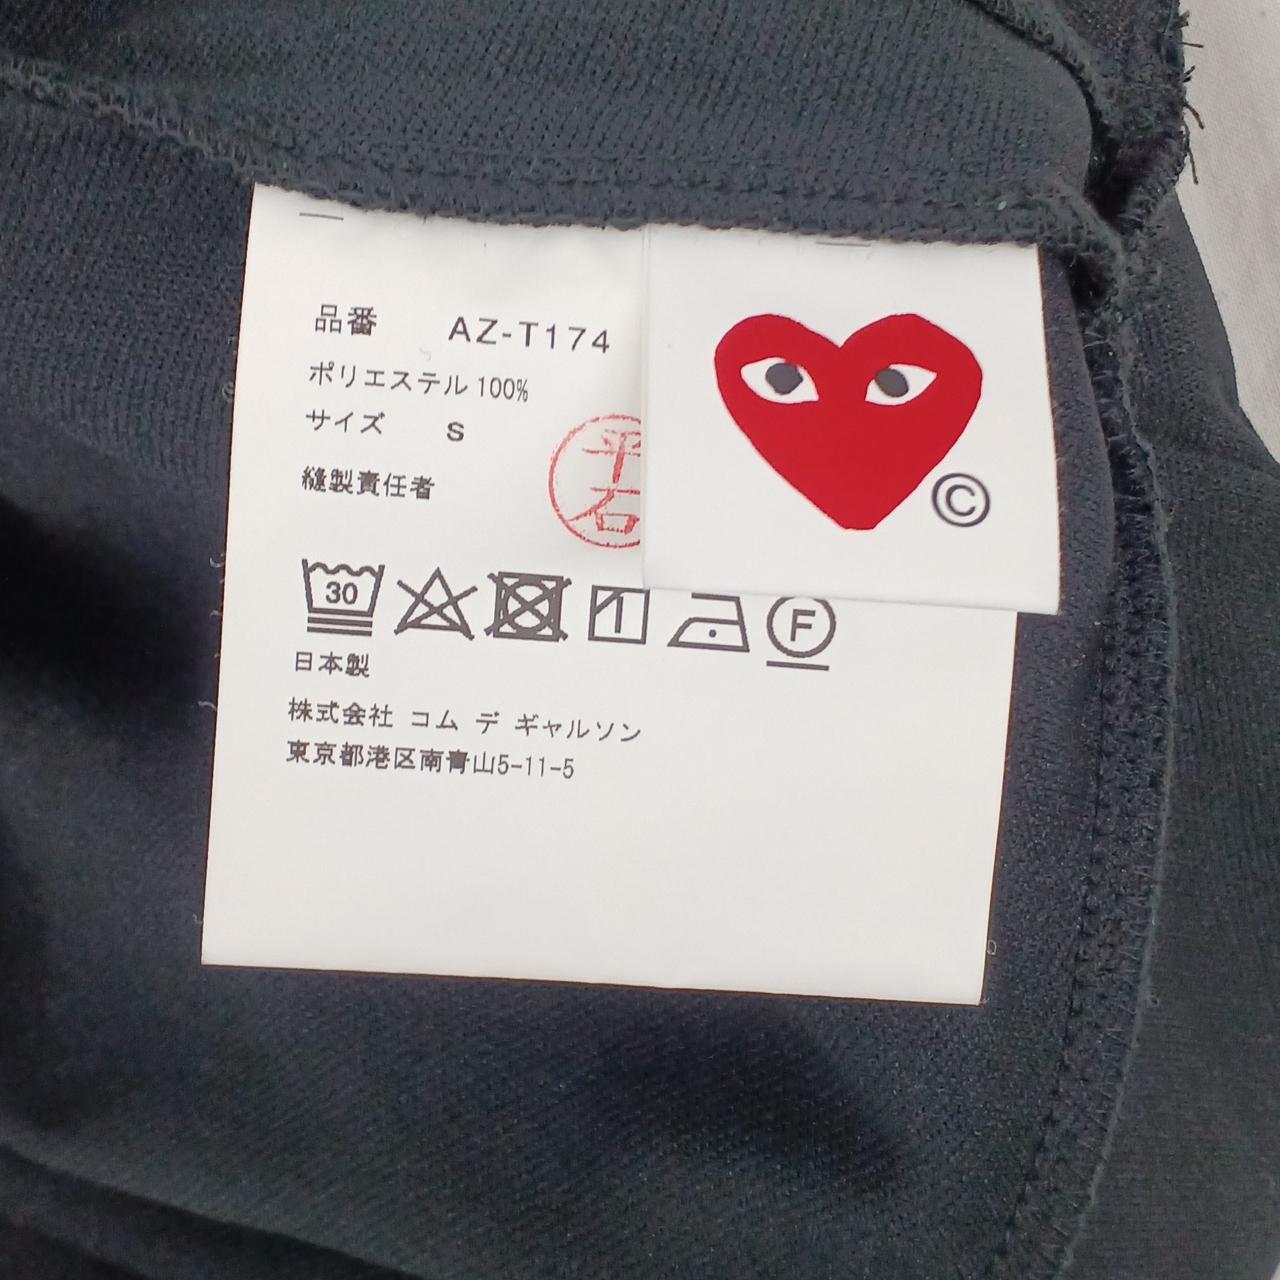 品番 AZ-T174
ポリエステル 100%
サイズ S
縫製責任者 平石
30
F
日本製
株式会社 コム デ ギャルソン
東京都港区南青山5-11-5
©